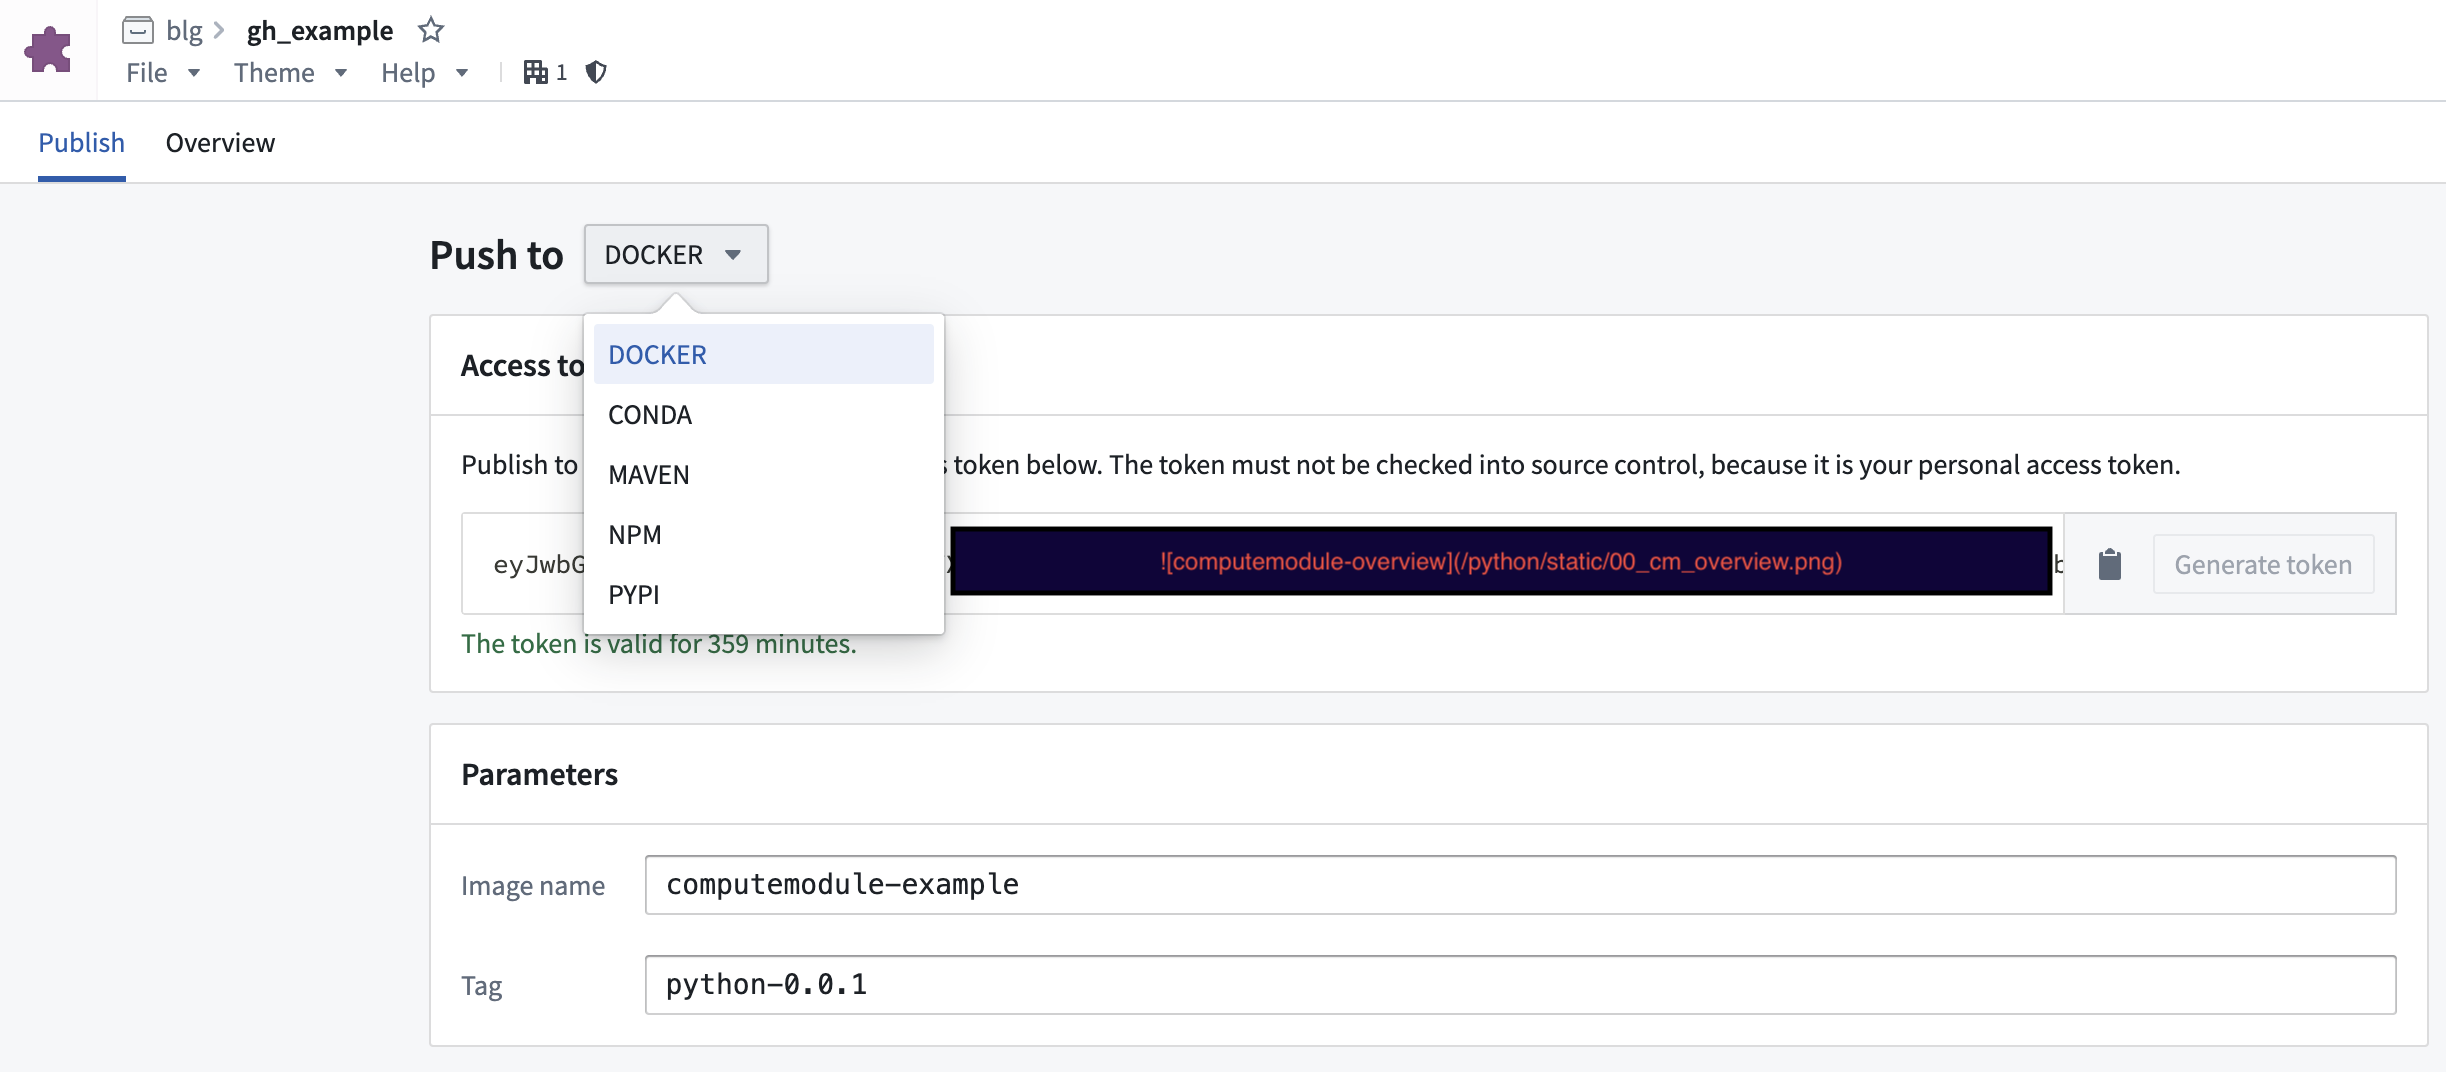 blg > gh_example
File Theme Help 1
Publish Overview
Push to DOCKER
DOCKER
CONDA
MAVEN
NPM
PYPI
Access to
Publish to s token below. The token must not be checked into source control, because it is your personal access token.
eyJwbG ![computemodule-overview](/python/static/00_cm_overview.png) Generate token
The token is valid for 359 minutes.
Parameters
Image name computemodule-example
Tag python-0.0.1